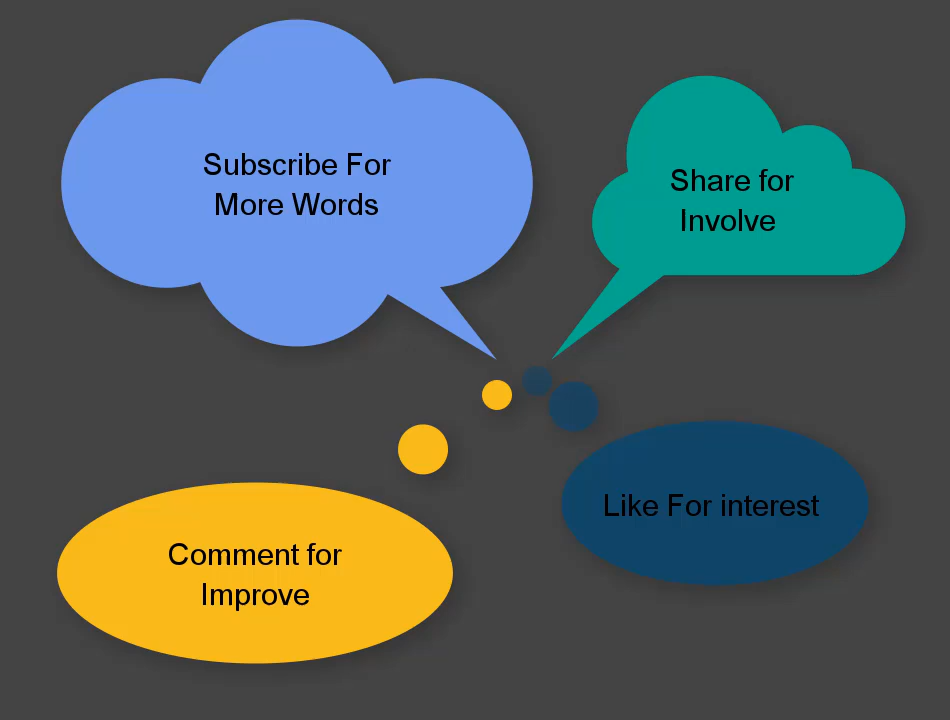 Subscribe For
More Words
Share for
Involve
Like For interest
Comment for
Improve